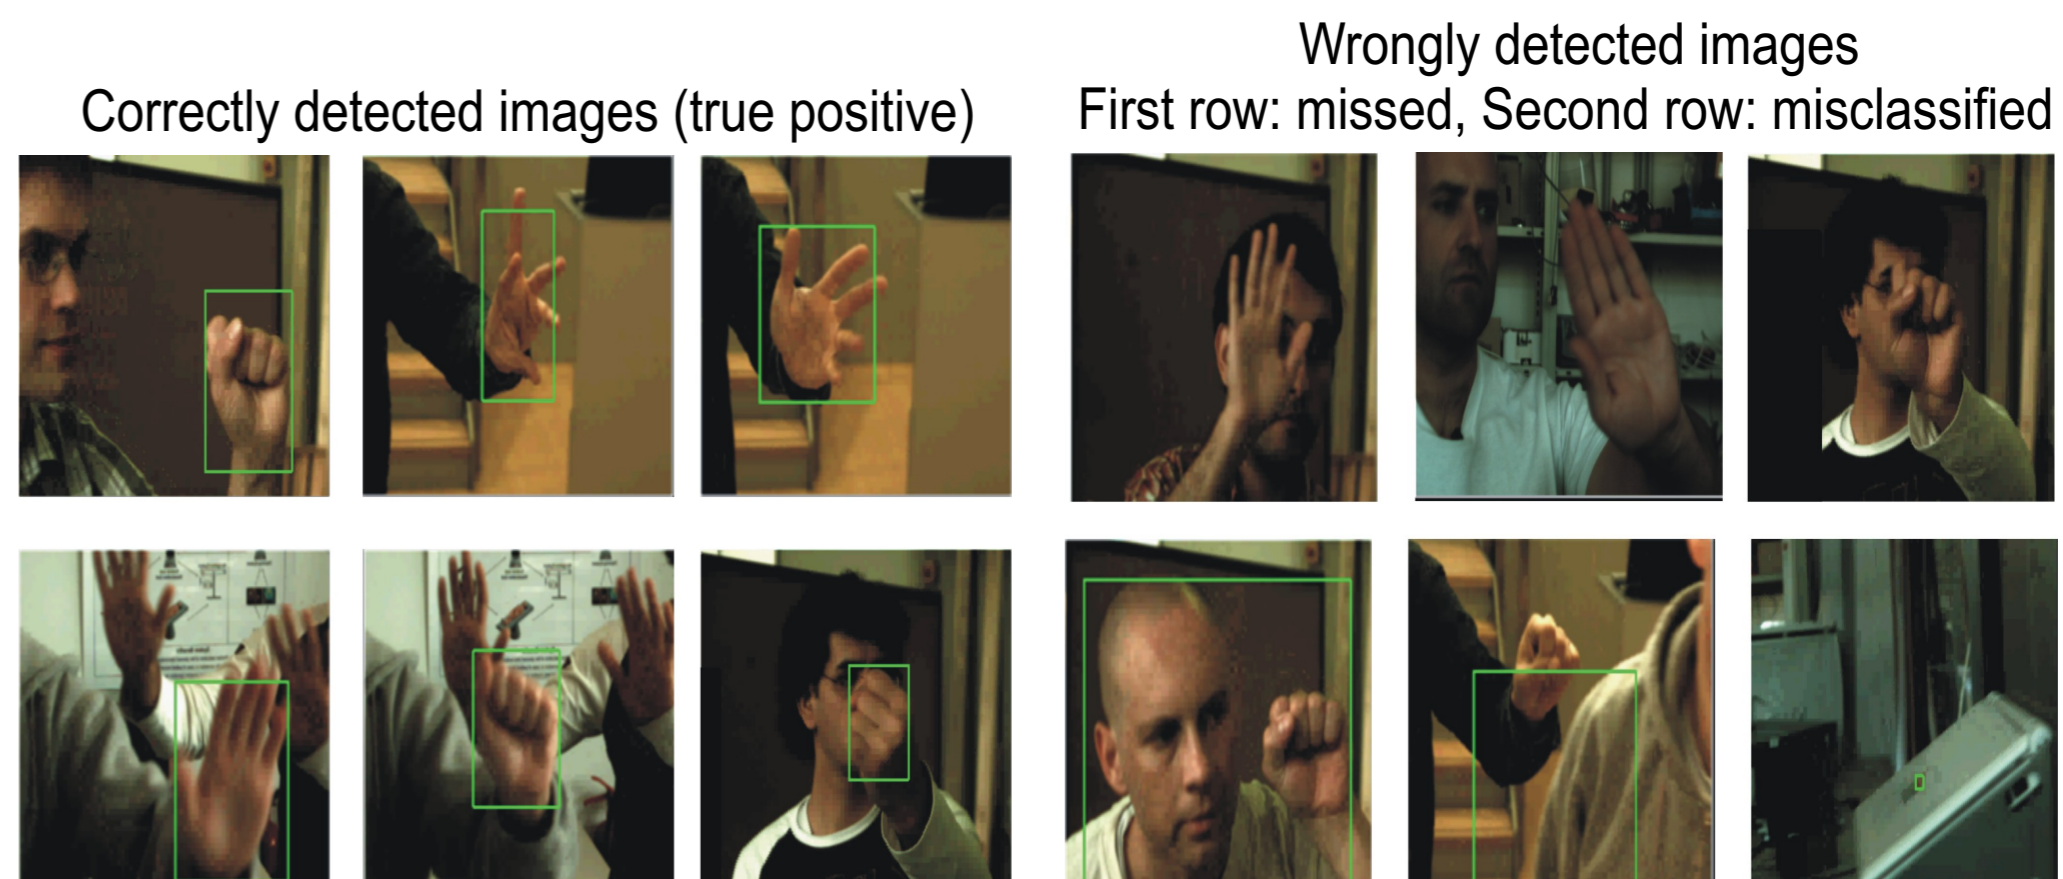 Correctly detected images (true positive)
Wrongly detected images
First row: missed, Second row: misclassified